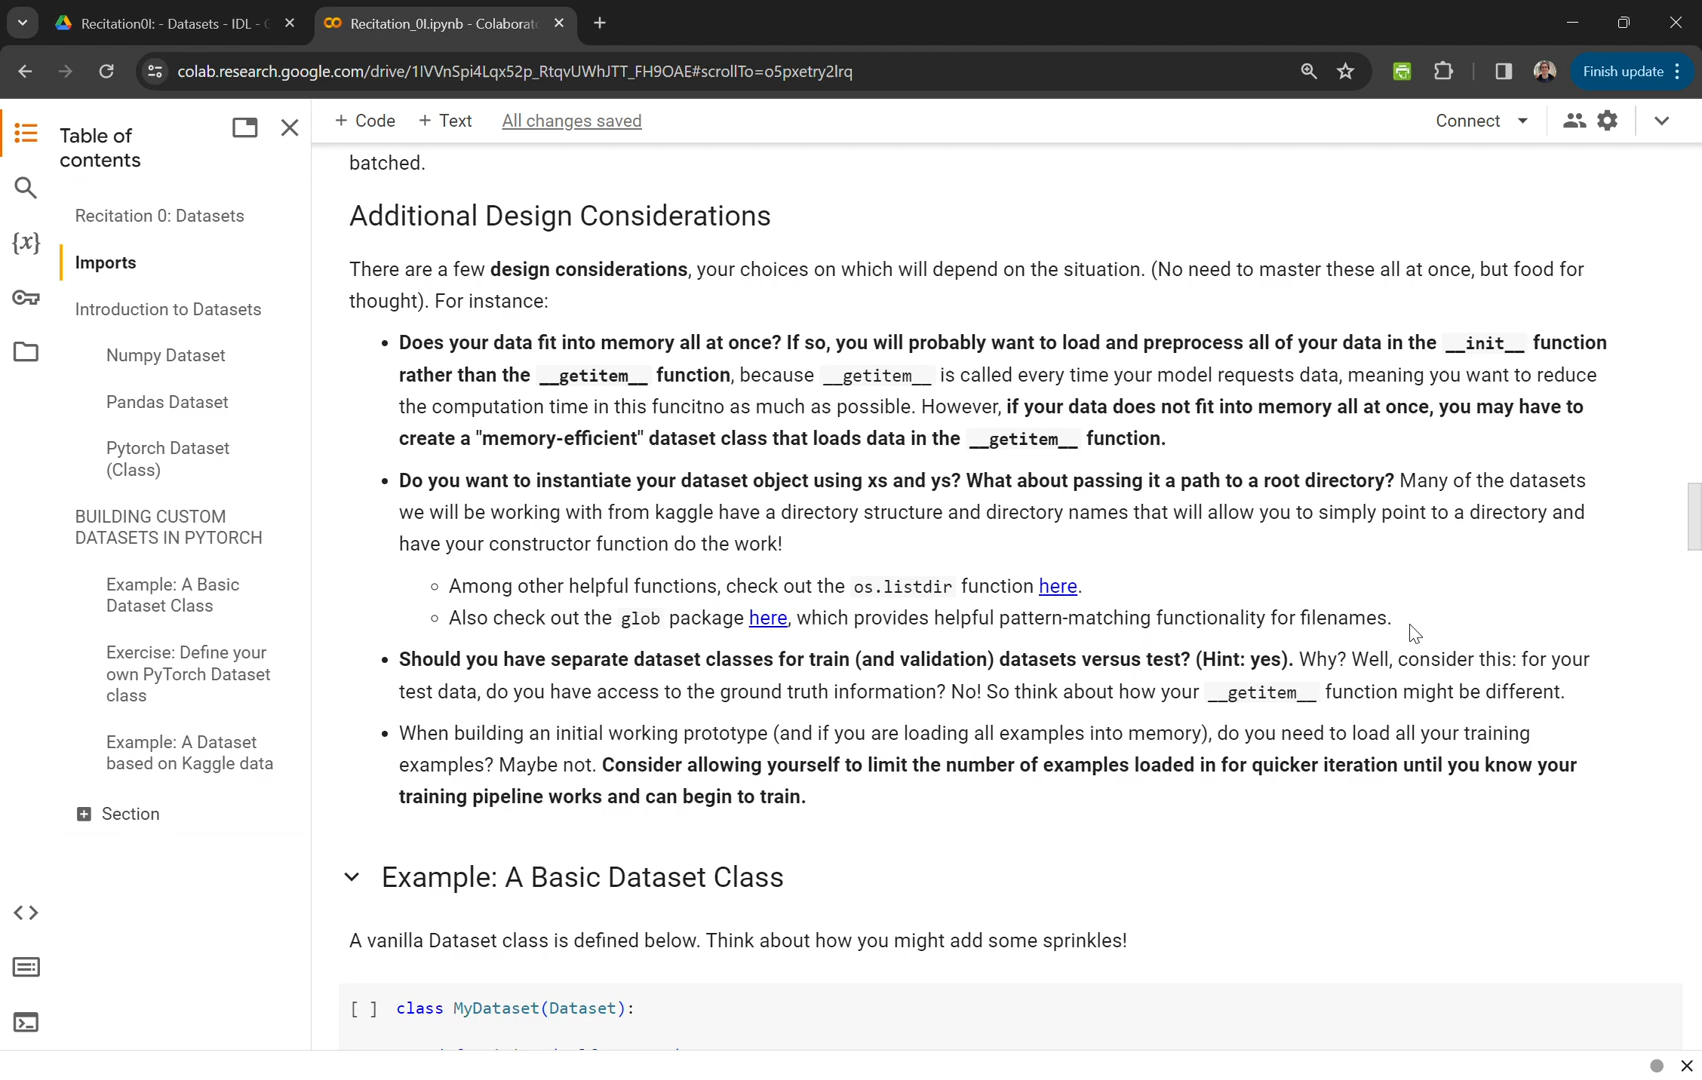 Recitation0I: - Datasets - IDL - G
Recitation_0I.ipynb - Colaborato
colab.research.google.com/drive/1IVVnSpi4Lqx52p_RtqvUWhJTT_FH9OAE#scrollTo=o5pxetry2lrq
Finish update
Table of
contents
Recitation 0: Datasets
Imports
Introduction to Datasets
Numpy Dataset
Pandas Dataset
Pytorch Dataset
(Class)
BUILDING CUSTOM
DATASETS IN PYTORCH
Example: A Basic
Dataset Class
Exercise: Define your
own PyTorch Dataset
class
Example: A Dataset
based on Kaggle data
Section
+ Code + Text All changes saved
Connect
batched.
Additional Design Considerations
There are a few design considerations, your choices on which will depend on the situation. (No need to master these all at once, but food for
thought). For instance:
• Does your data fit into memory all at once? If so, you will probably want to load and preprocess all of your data in the __init__ function
rather than the __getitem__ function, because __getitem__ is called every time your model requests data, meaning you want to reduce
the computation time in this funcitno as much as possible. However, if your data does not fit into memory all at once, you may have to
create a "memory-efficient" dataset class that loads data in the __getitem__ function.
• Do you want to instantiate your dataset object using xs and ys? What about passing it a path to a root directory? Many of the datasets
we will be working with from kaggle have a directory structure and directory names that will allow you to simply point to a directory and
have your constructor function do the work!
○ Among other helpful functions, check out the os.listdir function here.
○ Also check out the glob package here, which provides helpful pattern-matching functionality for filenames.
• Should you have separate dataset classes for train (and validation) datasets versus test? (Hint: yes). Why? Well, consider this: for your
test data, do you have access to the ground truth information? No! So think about how your __getitem__ function might be different.
• When building an initial working prototype (and if you are loading all examples into memory), do you need to load all your training
examples? Maybe not. Consider allowing yourself to limit the number of examples loaded in for quicker iteration until you know your
training pipeline works and can begin to train.
Example: A Basic Dataset Class
A vanilla Dataset class is defined below. Think about how you might add some sprinkles!
[ ] class MyDataset(Dataset):